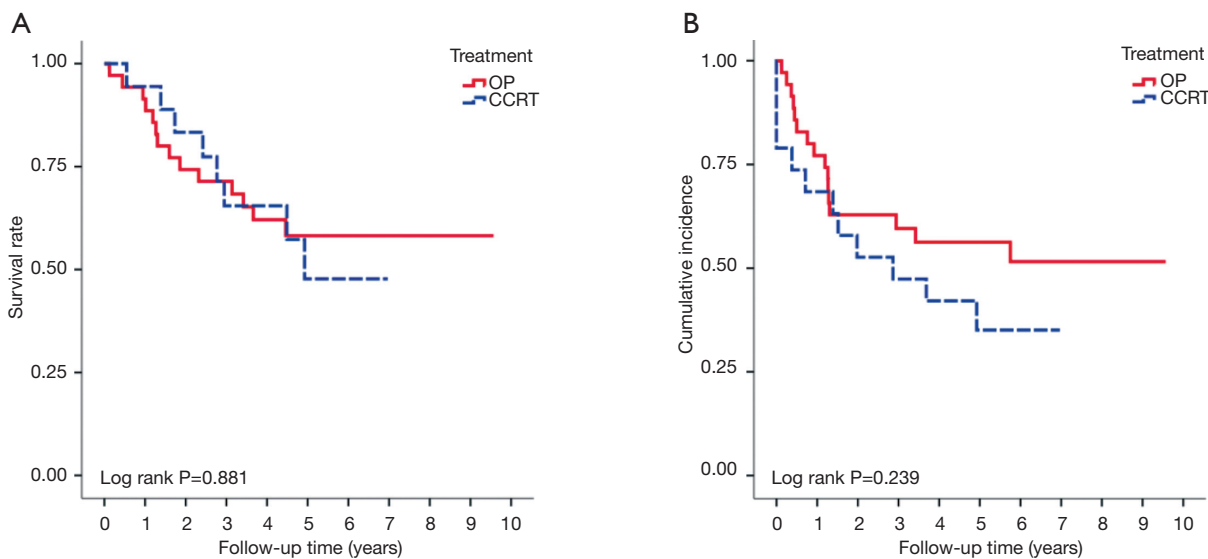 A
Treatment
OP
CCRT
1.00
0.75
0.50
0.25
0.00
Survival rate
Log rank P=0.881
0 1 2 3 4 5 6 7 8 9 10
Follow-up time (years)
B
Treatment
OP
CCRT
1.00
0.75
0.50
0.25
0.00
Cumulative incidence
Log rank P=0.239
0 1 2 3 4 5 6 7 8 9 10
Follow-up time (years)